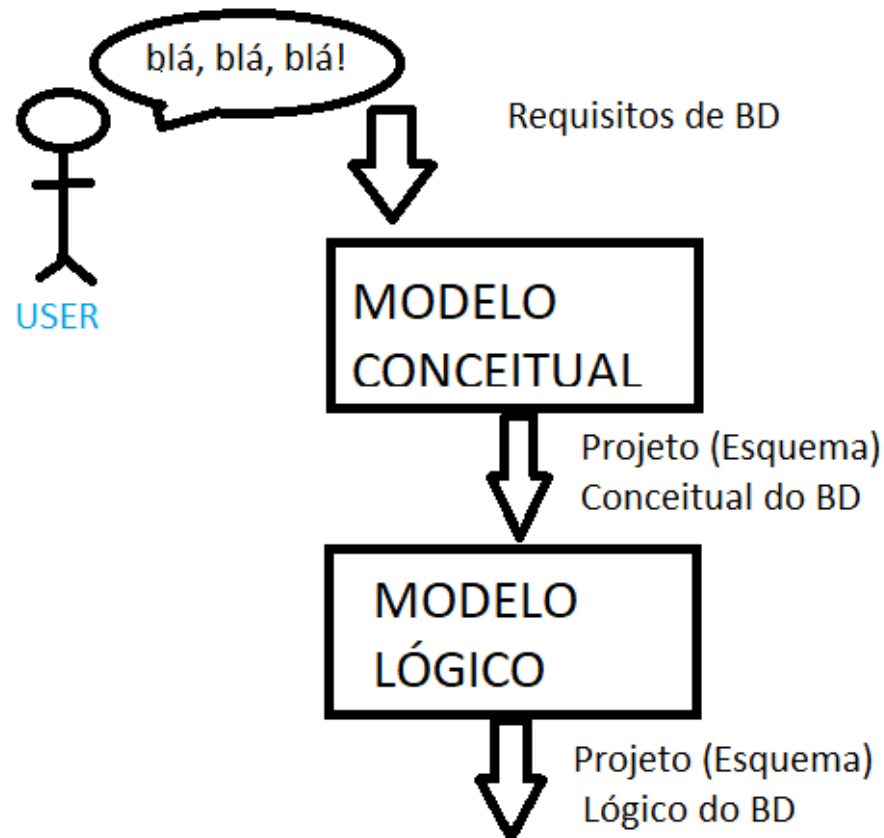 blá, blá, blá!
Requisitos de BD
USER
MODELO
CONCEITUAL
Projeto (Esquema)
Conceitual do BD
MODELO
LÓGICO
Projeto (Esquema)
Lógico do BD